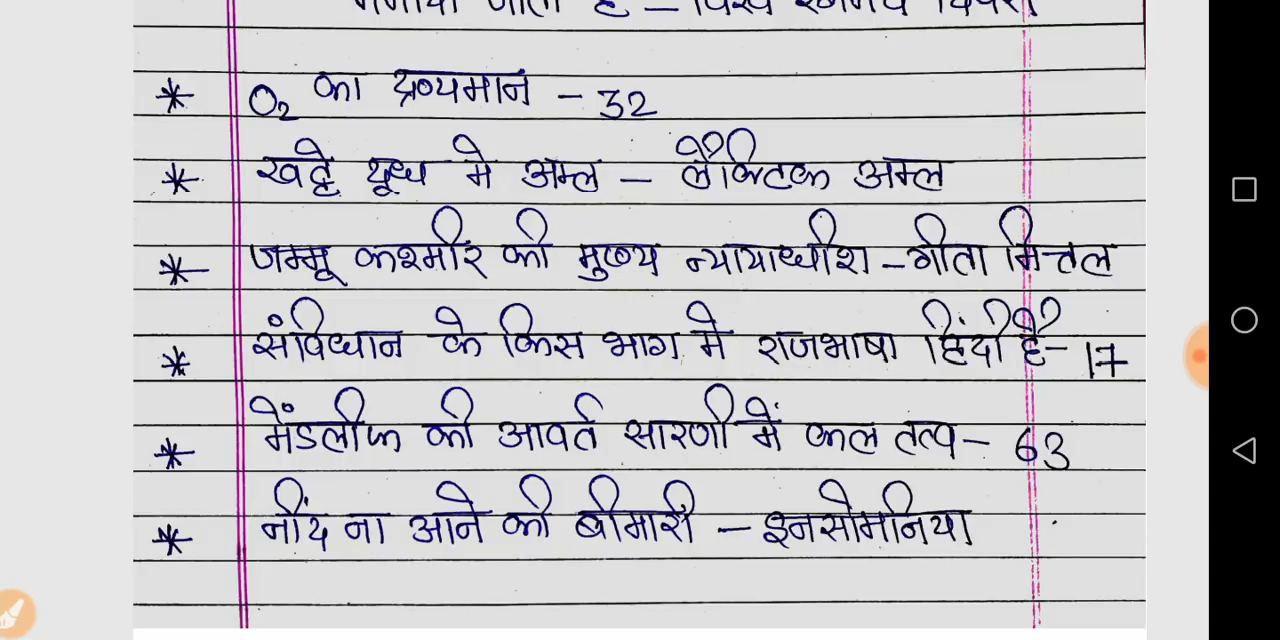 * O₂ का द्रव्यमान - 32
* खट्टे दूध मे अम्ल - लैक्टिक अम्ल
* जम्मू कश्मीर की मुख्य न्यायाधीश - गीता मित्तल
* संविधान के किस भाग मे राजभाषा हिंदी है - 17
* मेंडलीफ की आवर्त सारणी में कुल तत्व - 63
* नींद ना आने की बीमारी - इनसोमनिया